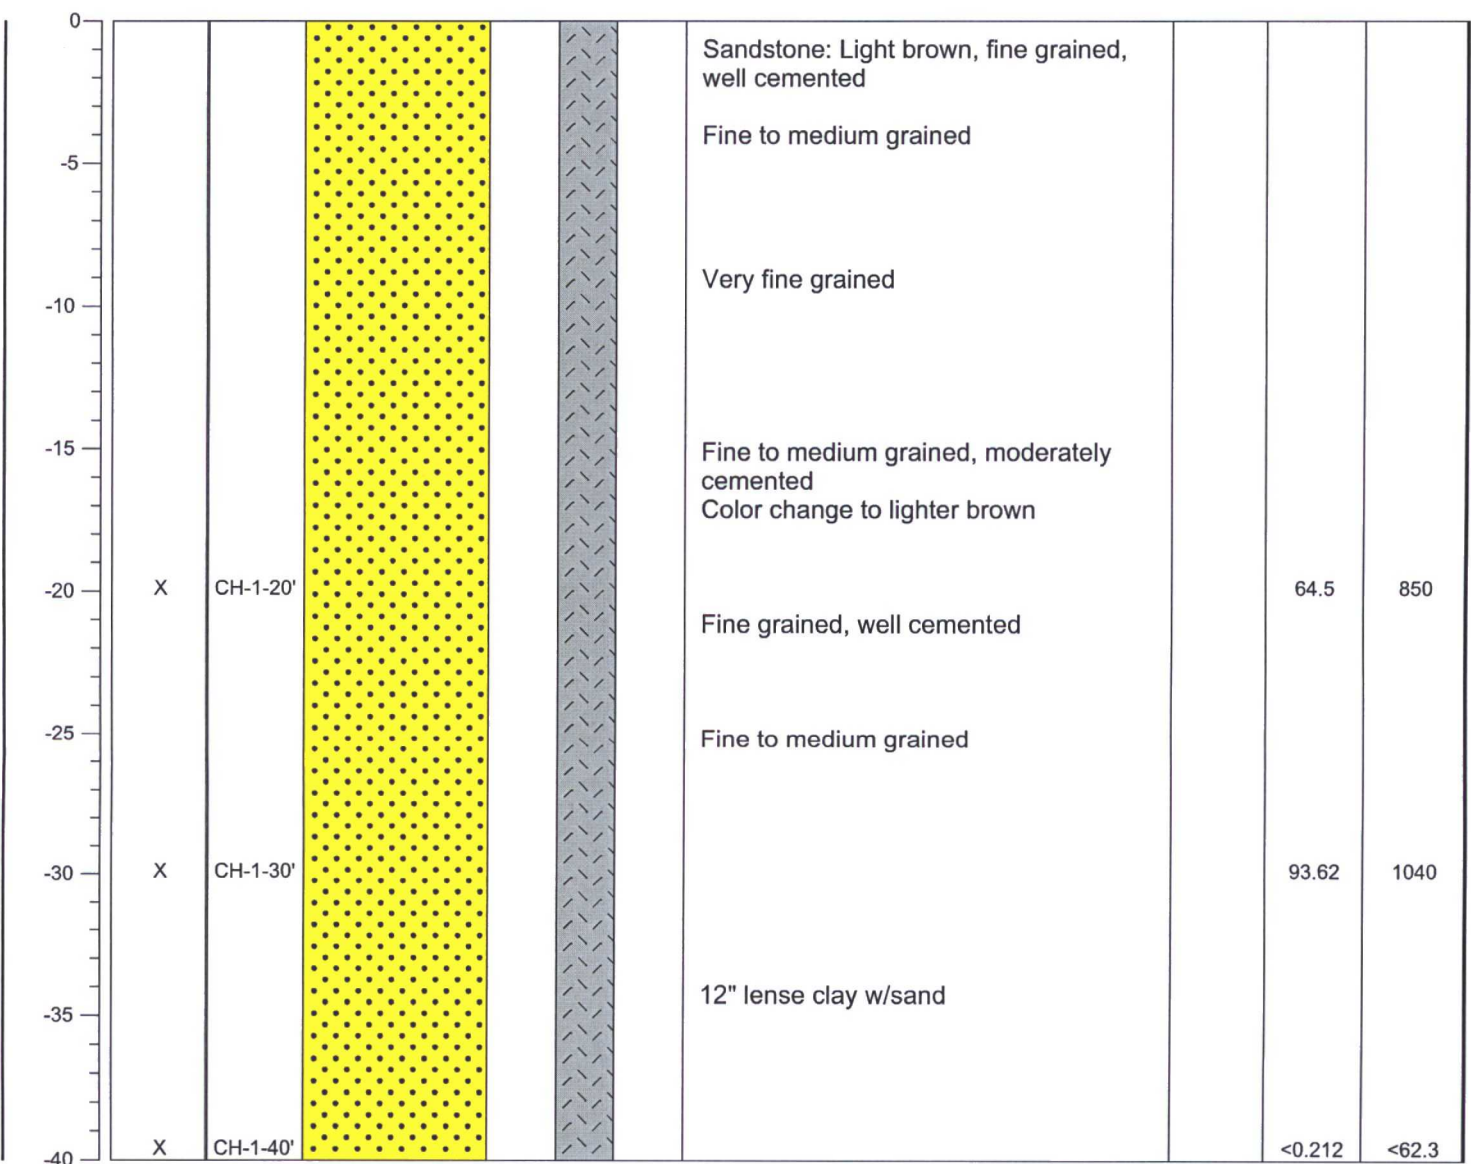 0
Sandstone: Light brown, fine grained,
well cemented
Fine to medium grained
-5
Very fine grained
-10
-15
Fine to medium grained, moderately
cemented
Color change to lighter brown
-20 X CH-1-20' 64.5 850
Fine grained, well cemented
-25
Fine to medium grained
-30 X CH-1-30' 93.62 1040
12" lense clay w/sand
-35
-40 X CH-1-40' <0.212 <62.3